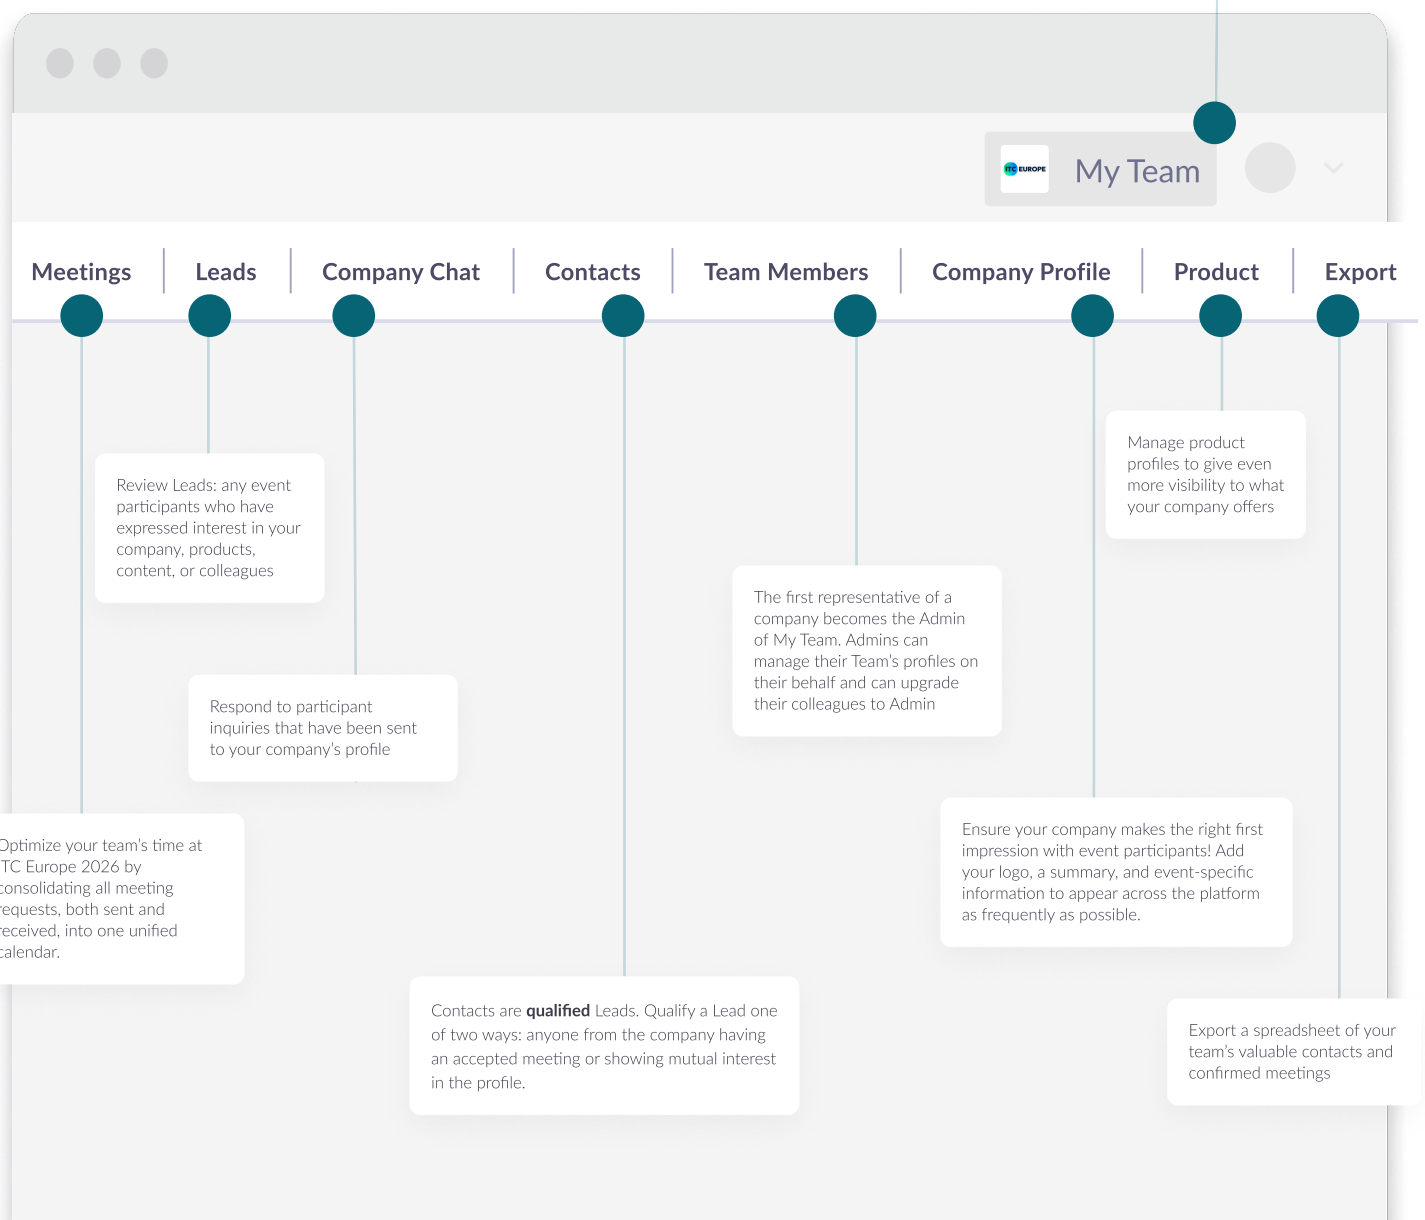 ITC EUROPE
My Team
Meetings
Leads
Company Chat
Contacts
Team Members
Company Profile
Product
Export
Manage product
profiles to give even
more visibility to what
your company offers
Review Leads: any event
participants who have
expressed interest in your
company, products,
content, or colleagues
The first representative of a
company becomes the Admin
of My Team. Admins can
manage their Team's profiles on
their behalf and can upgrade
their colleagues to Admin
Respond to participant
inquiries that have been sent
to your company's profile
Optimize your team's time at
TC Europe 2026 by
consolidating all meeting
requests, both sent and
received, into one unified
calendar.
Ensure your company makes the right first
impression with event participants! Add
your logo, a summary, and event-specific
information to appear across the platform
as frequently as possible.
Contacts are qualified Leads. Qualify a Lead one
of two ways: anyone from the company having
an accepted meeting or showing mutual interest
in the profile.
Export a spreadsheet of your
team's valuable contacts and
confirmed meetings